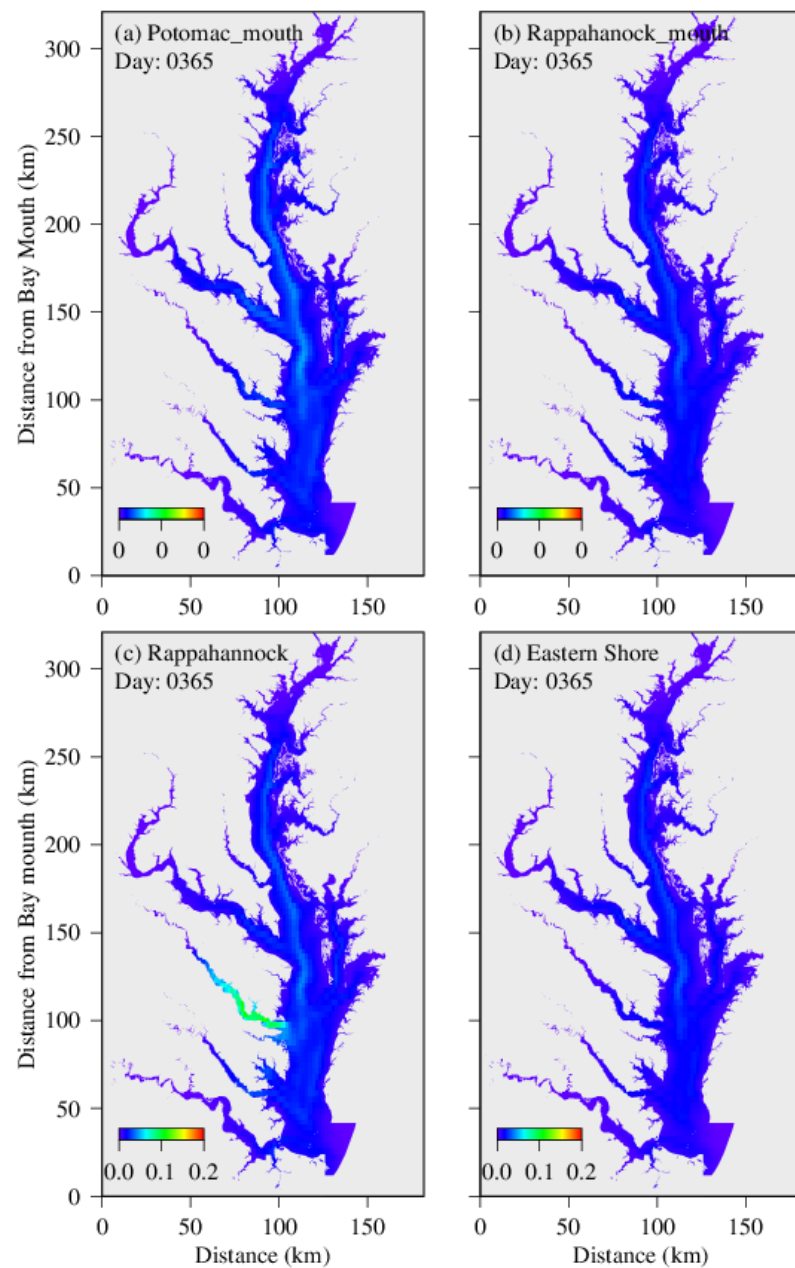 (a) Potomac_mouth
Day: 0365
(b) Rappahanock_mouth
Day: 0365
Distance from Bay Mouth (km)
300
250
200
150
100
50
0
0 0 0
0 0 0
0 50 100 150
0 50 100 150
(c) Rappahannock
Day: 0365
(d) Eastern Shore
Day: 0365
Distance from Bay mounth (km)
300
250
200
150
100
50
0
0.0 0.1 0.2
0.0 0.1 0.2
0 50 100 150
0 50 100 150
Distance (km)
Distance (km)